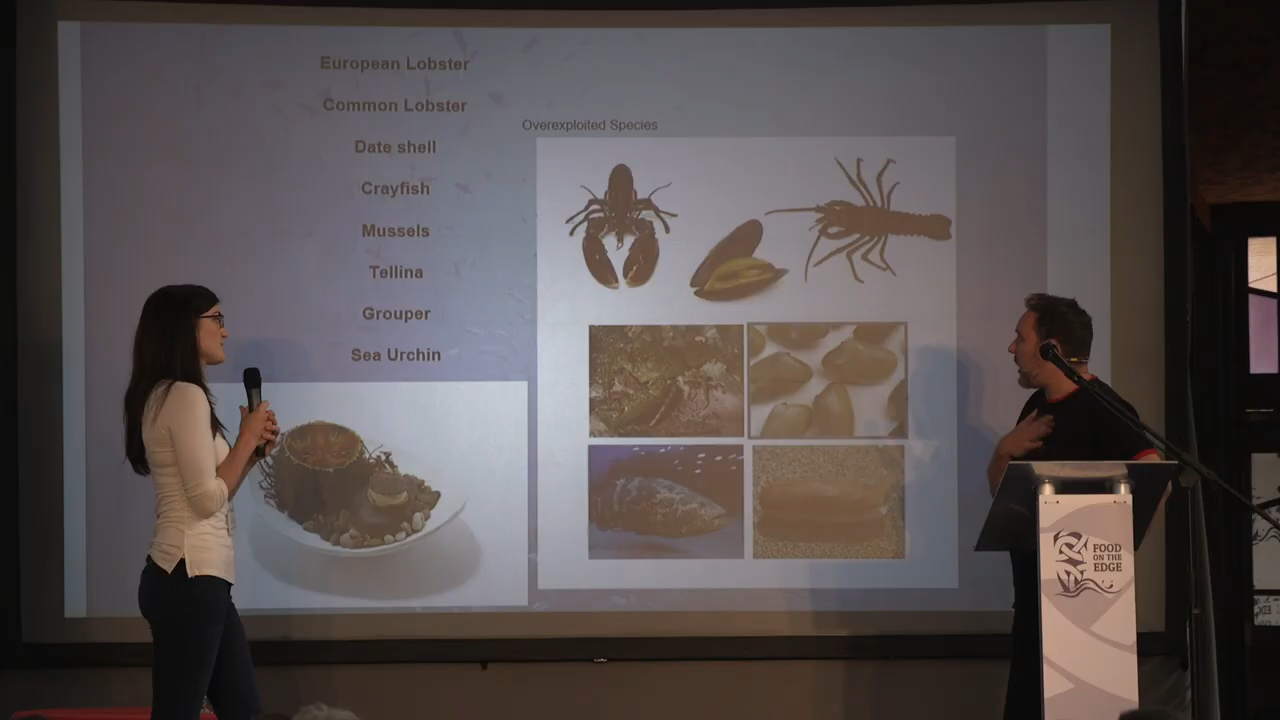 European Lobster
Common Lobster
Overexploited Species
Date shell
Crayfish
Mussels
Tellina
Grouper
Sea Urchin
FOOD
ON THE
EDGE